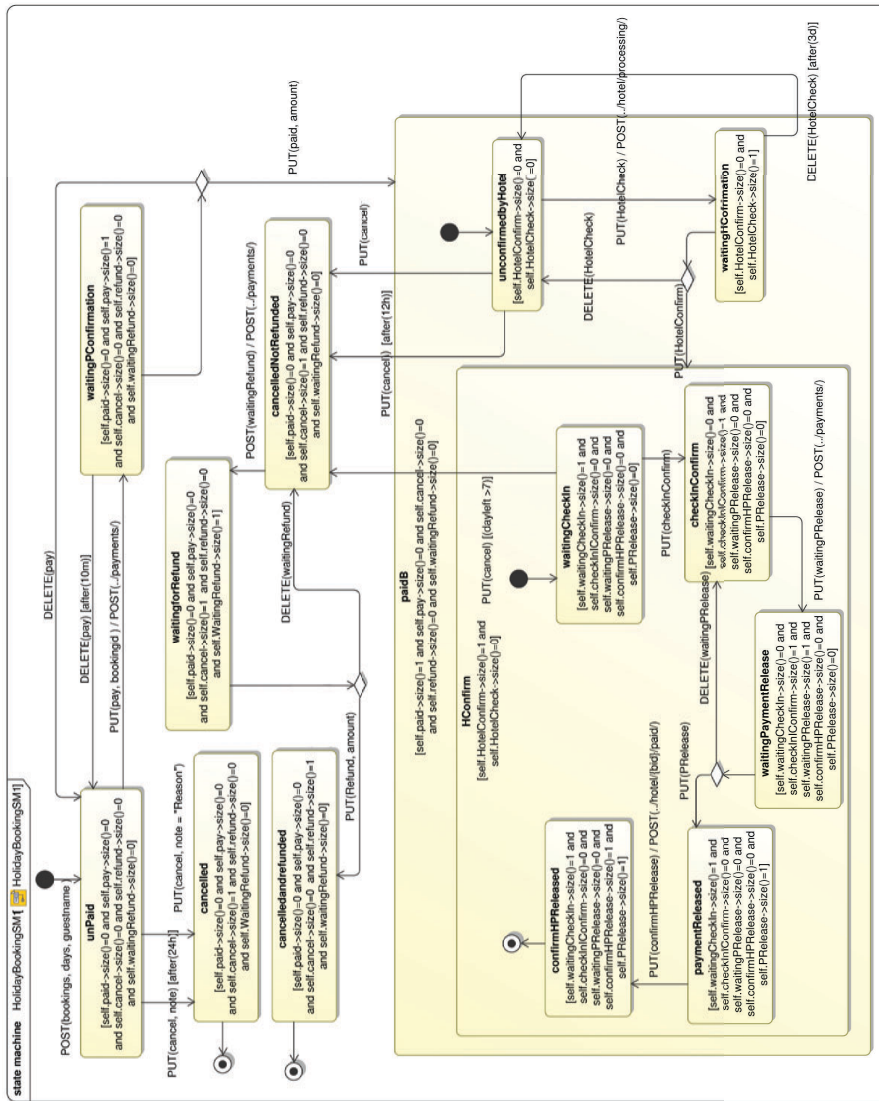 state machine HolidayBookingSM1[ HolidayBookingSM1]
POST(bookings, days, guestname
unPaid
[self.paid->size()=0 and self.pay->size()=0
and self.cancel->size()=0 and self.refund->size()=0
and self.waitingRefund->size()=0]
DELETE(pay)
DELETE(pay) [after(10m)]
PUT(pay, bookingid ) / POST(../payments/)
waitingPConfirmation
[self.paid->size()=0 and self.pay->size()=1
and self.cancel->size()=0 and self.refund->size()=0
and self.waitingRefund->size()=0]
PUT(paid, amount)
PUT(cancel, note) [after(24h)]
PUT(cancel, note = "Reason")
cancelled
[self.paid->size()=0 and self.pay->size()=0
and self.cancel->size()=1 and self.refund->size()=0
and self.WaitingRefund->size()=0]
waitingforRefund
[self.paid->size()=0 and self.pay->size()=0
and self.cancel->size()=1 and self.refund->size()=0
and self.WaitingRefund->size()=1]
POST(waitingRefund) / POST(../payments/)
cancelledNotRefunded
[self.paid->size()=0 and self.pay->size()=0
and self.cancel->size()=1 and self.refund->size()=0
and self.waitingRefund->size()=0]
DELETE(waitingRefund)
PUT(Refund, amount)
cancelledandrefunded
[self.paid->size()=0 and self.pay->size()=0
and self.cancel->size()=0 and self.refund->size()=1
and self.waitingRefund->size()=0]
PUT(cancel)
PUT(cancel) [after(12h)]
PUT(cancel) [(dayleft >7)]
paidB
[self.paid->size()=1 and self.pay->size()=0 and self.cancel->size()=0
and self.refund->size()=0 and self.waitingRefund->size()=0]
unconfirmedbyHotel
[self.HotelConfirm->size()=0 and
self.HotelCheck->size(
=0]
DELETE(HotelCheck)
PUT(HotelCheck) / POST(../hotel/processing/)
waitingHCofrimation
[self.HotelConfirm->size()=0 and
self.HotelCheck->size()=1]
DELETE(HotelCheck) [after(3d)]
PUT(HotelConfirm)
HConfirm
[self.HotelConfirm->size()=1 and
self.HotelCheck->size()=0]
waitingCheckIn
[self.waitingCheckIn->size()=1 and
self.checkInIConfirm->size()=0 and
self.waitingPRelease->size()=0 and
self.confirmHPRelease->size()=0 and
self.PRelease->size()=0]
PUT(checkInConfirm)
checkInConfirm
[self.waitingCheckIn->size()=0 and
self.checkInIConfirm->size()=1 and
self.waitingPRelease->size()=0 and
self.confirmHPRelease->size()=0 and
self.PRelease->size()=0]
PUT(waitingPRelease) / POST(../payments/)
DELETE(waitingPRelease)
waitingPaymentRelease
[self.waitingCheckIn->size()=0 and
self.checkInIConfirm->size()=1 and
self.waitingPRelease->size()=1 and
self.confirmHPRelease->size()=0 and
self.PRelease->size()=0]
PUT(PRelease)
paymentReleased
[self.waitingCheckIn->size()=1 and
self.checkInIConfirm->size()=0 and
self.waitingPRelease->size()=0 and
self.confirmHPRelease->size()=0 and
self.PRelease->size()=1]
PUT(confirmHPRelease) / POST(../hotel/[bid]/paid/)
confirmHPReleased
[self.waitingCheckIn->size()=1 and
self.checkInIConfirm->size()=0 and
self.waitingPRelease->size()=0 and
self.confirmHPRelease->size()=1 and
self.PRelease->size()=1]